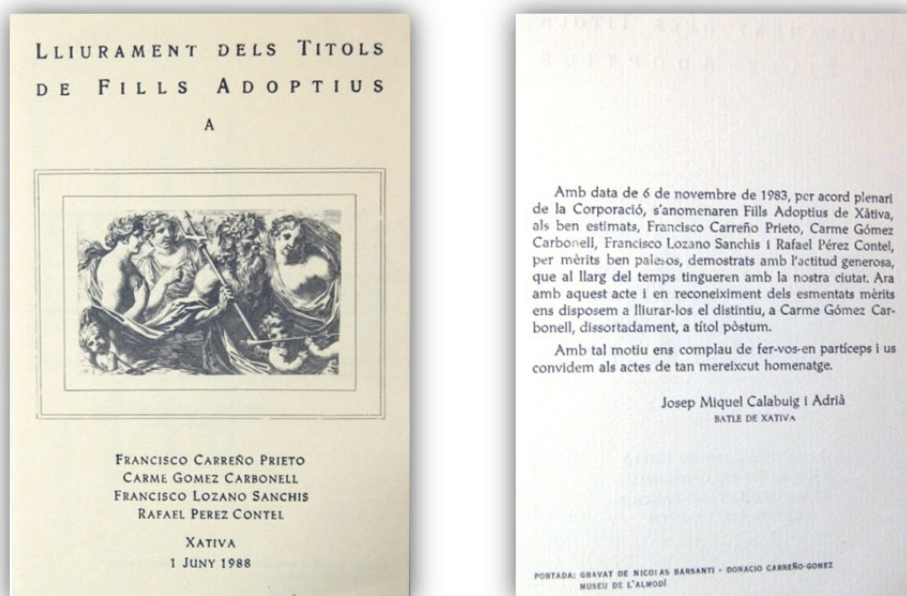 LLIURAMENT DELS TITOLS
DE FILLS ADOPTIUS
A
FRANCISCO CARREÑO PRIETO
CARME GOMEZ CARBONELL
FRANCISCO LOZANO SANCHIS
RAFAEL PEREZ CONTEL
XATIVA
1 JUNY 1988
Amb data de 6 de novembre de 1983, per acord plenari
de la Corporació, s'anomenaren Fills Adoptius de Xàtiva,
als ben estimats, Francisco Carreño Prieto, Carme Gómez
Carbonell, Francisco Lozano Sanchis i Rafael Pérez Contel,
per mèrits ben palesos, demostrats amb l'actitud generosa,
que al llarg del temps tingueren amb la nostra ciutat. Ara
amb aquest acte i en reconeiximent dels esmentats mèrits
ens disposem a lliurar-los el distintiu, a Carme Gómez Car-
bonell, dissortadament, a títol pòstum.
Amb tal motiu ens complau de fer-vos-en partíceps i us
convidem als actes de tan mereixcut homenatge.
Josep Miquel Calabuig i Adrià
BATLE DE XATIVA
PORTADA: GRAVAT DE NICOLAS BARSANTI - DONACIO CARREÑO-GOMEZ
MUSEU DE L'ALMODÍ